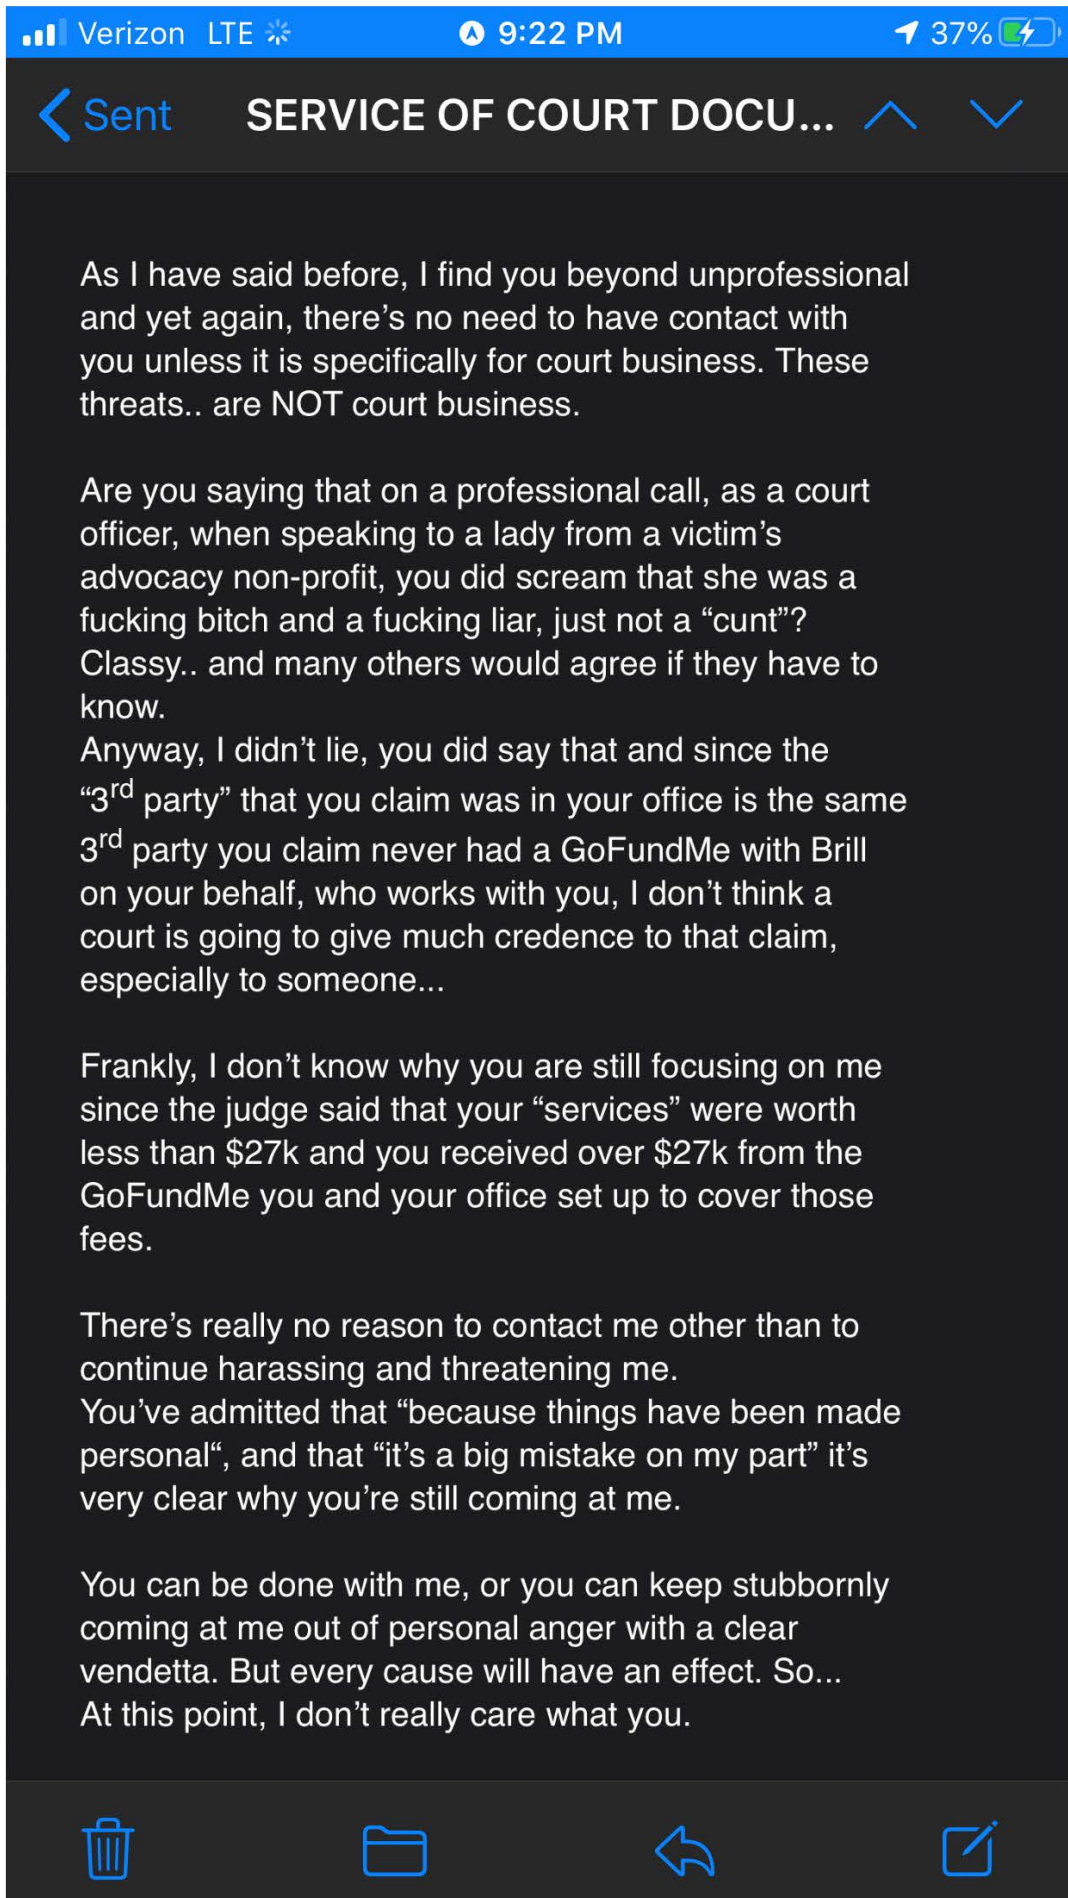 Verizon LTE 9:22 PM 37%
Sent SERVICE OF COURT DOCU...
As I have said before, I find you beyond unprofessional
and yet again, there’s no need to have contact with
you unless it is specifically for court business. These
threats.. are NOT court business.
Are you saying that on a professional call, as a court
officer, when speaking to a lady from a victim’s
advocacy non-profit, you did scream that she was a
fucking bitch and a fucking liar, just not a “cunt”?
Classy.. and many others would agree if they have to
know.
Anyway, I didn’t lie, you did say that and since the
“3rd party” that you claim was in your office is the same
3rd party you claim never had a GoFundMe with Brill
on your behalf, who works with you, I don’t think a
court is going to give much credence to that claim,
especially to someone...
Frankly, I don’t know why you are still focusing on me
since the judge said that your “services” were worth
less than $27k and you received over $27k from the
GoFundMe you and your office set up to cover those
fees.
There’s really no reason to contact me other than to
continue harassing and threatening me.
You’ve admitted that “because things have been made
personal“, and that “it’s a big mistake on my part” it’s
very clear why you’re still coming at me.
You can be done with me, or you can keep stubbornly
coming at me out of personal anger with a clear
vendetta. But every cause will have an effect. So...
At this point, I don’t really care what you.